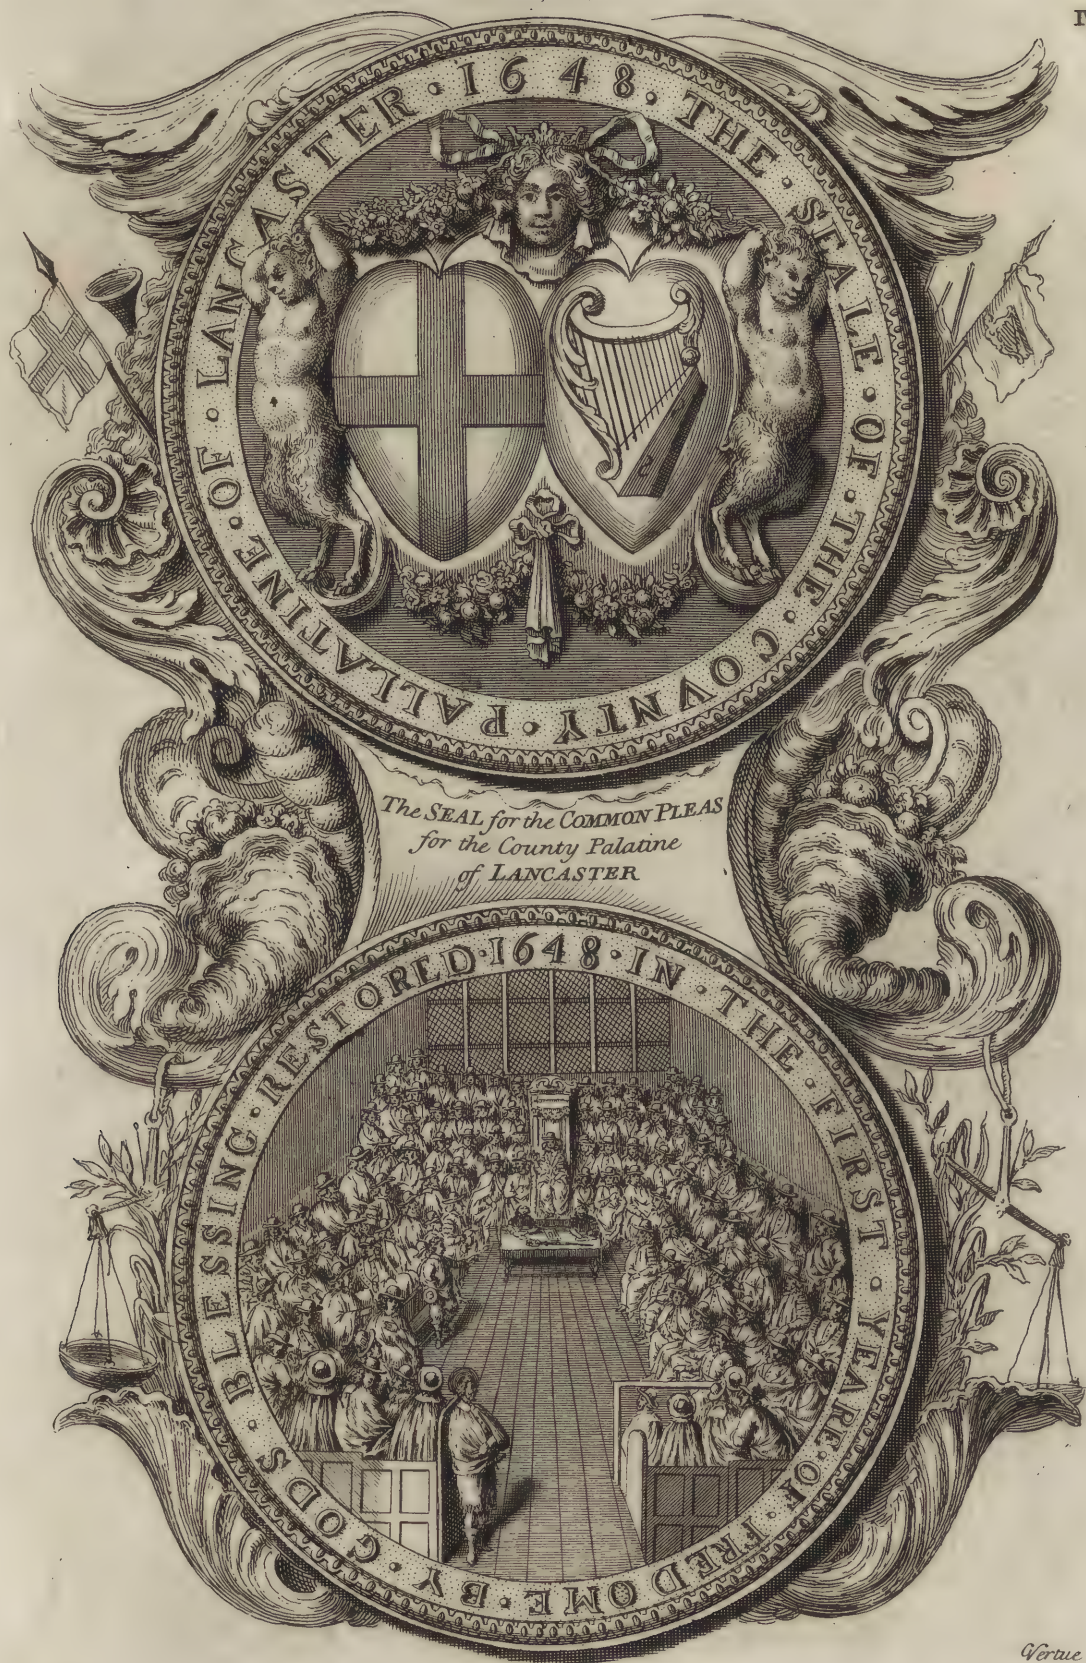 THE · SEALE · OF · THE · COVNTY · PALLATINE · OF · LANCASTER · 1648 ·
The SEAL for the COMMON PLEAS
for the County Palatine
of LANCASTER
IN · THE · FIRST · YEARE · OF · FREDOME · BY · GODS · BLESSING · RESTORED · 1648 ·
GVertue